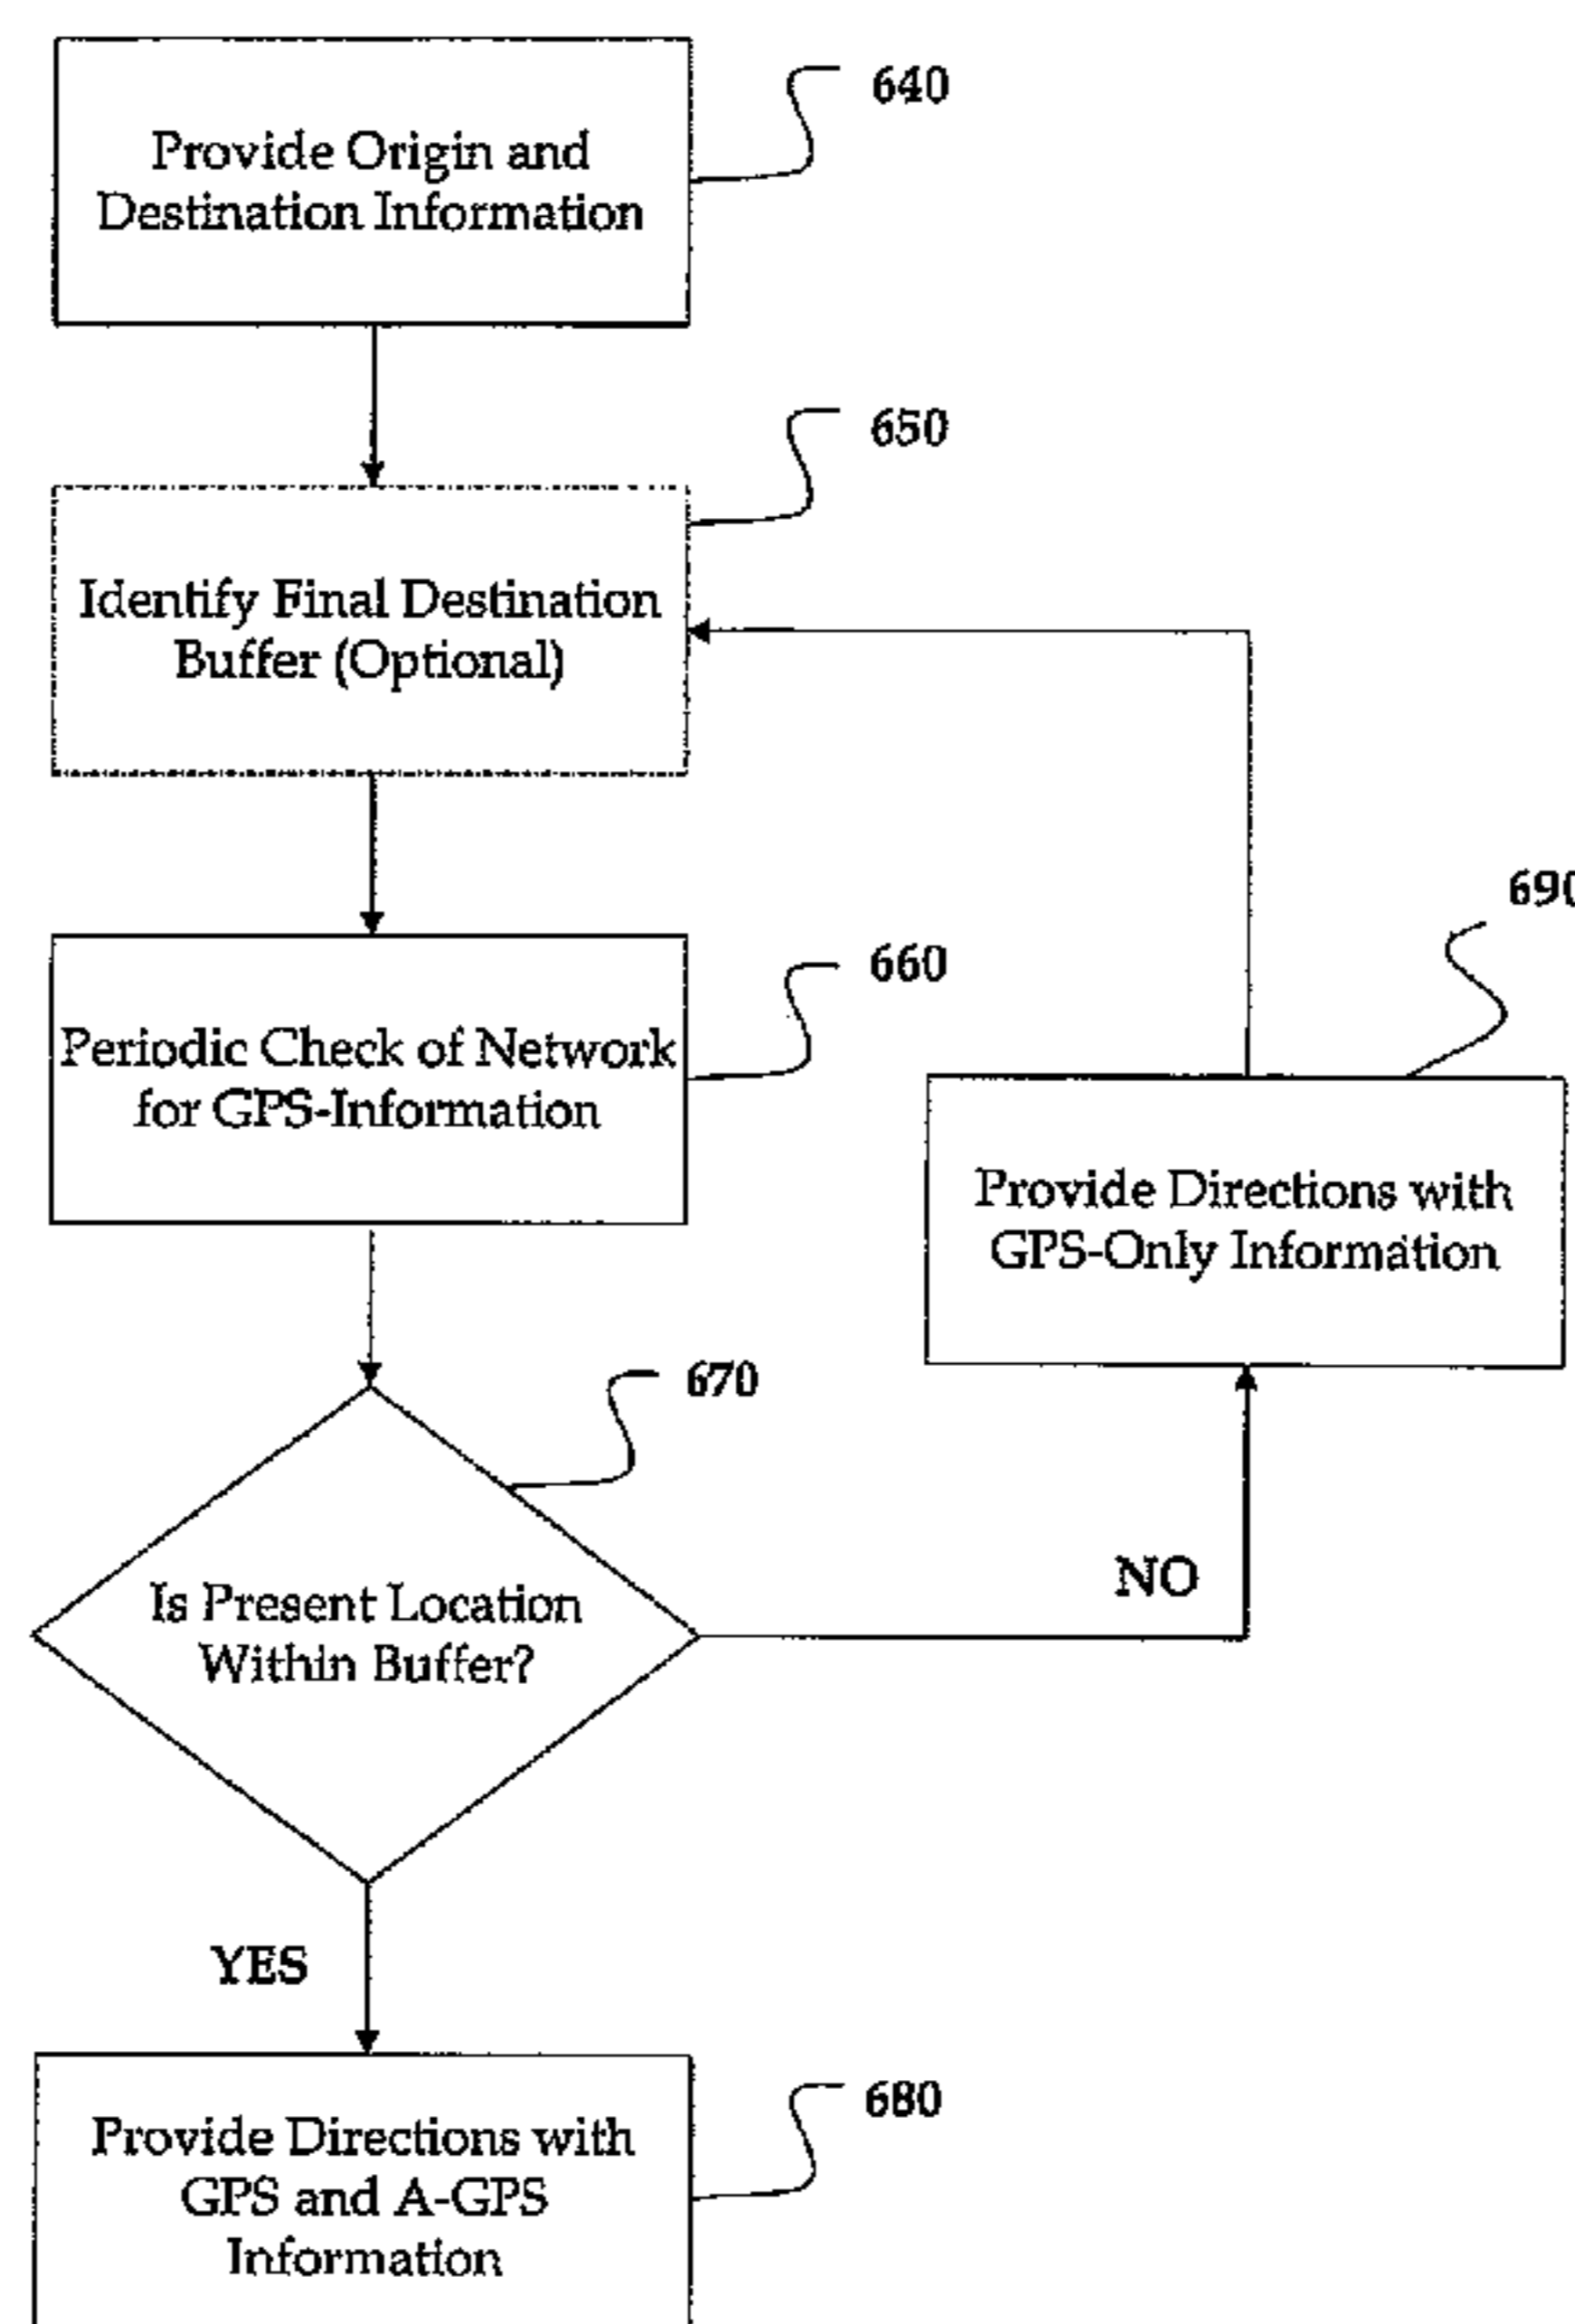 640
Provide Origin and
Destination Information
650
Identify Final Destination
Buffer (Optional)
690
660
Periodic Check of Network
for GPS-Information
Provide Directions with
GPS-Only Information
670
Is Present Location
Within Buffer?
NO
YES
680
Provide Directions with
GPS and A-GPS
Information